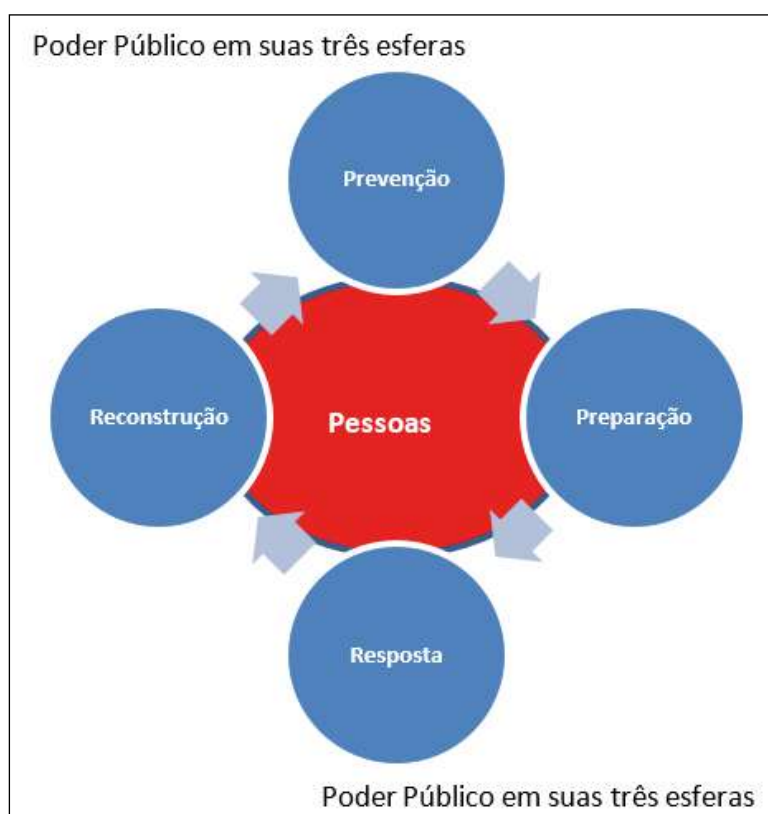 Poder Público em suas três esferas
Prevenção
Reconstrução
Pessoas
Preparação
Resposta
Poder Público em suas três esferas